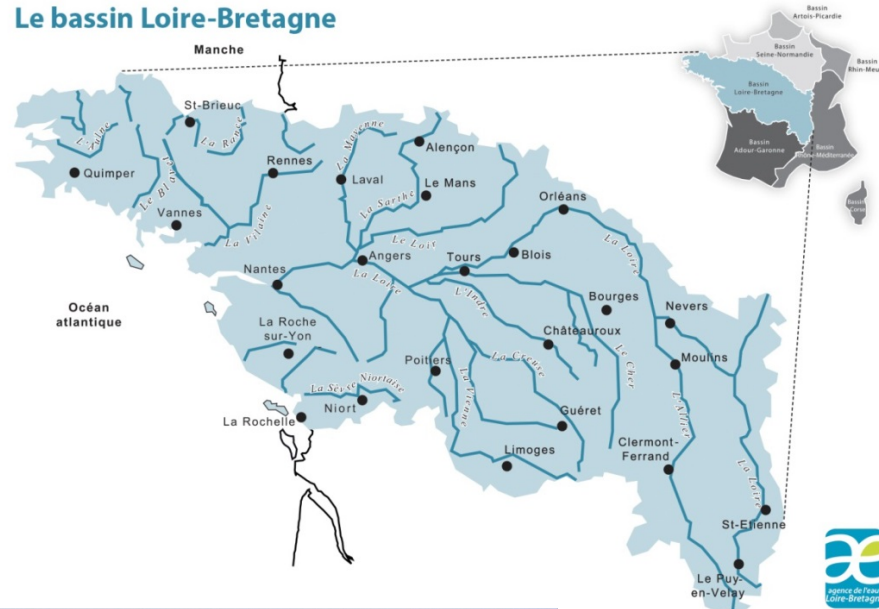 Le bassin Loire-Bretagne
Manche
Bassin
Artois-Picardie
Bassin
Seine-Normandie
Bassin
Rhin-Meu
Bassin
Loire-Bretagne
Bassin
Adour-Garonne
Bassin
Rhône-Méditerranée
Bassin
Corse
St-Brieuc
La Rance
La Mayenne
Alençon
L'Aulne
Quimper
Rennes
Laval
Le Mans
Le Blavet
La Sarthe
Orléans
Vannes
La Vilaine
Le Loir
La Loire
Angers
Tours
Blois
Nantes
La Loire
L'Indre
Bourges
Nevers
Océan
atlantique
La Roche
sur-Yon
Châteauroux
Poitiers
La Creuse
Le Cher
Moulins
La Sèvre Niortaise
La Vienne
Niort
Guéret
L'Allier
La Rochelle
Limoges
Clermont-
Ferrand
La Loire
St-Etienne
Le Puy-
en-Velay
agence de l'eau
Loire-Bretagne